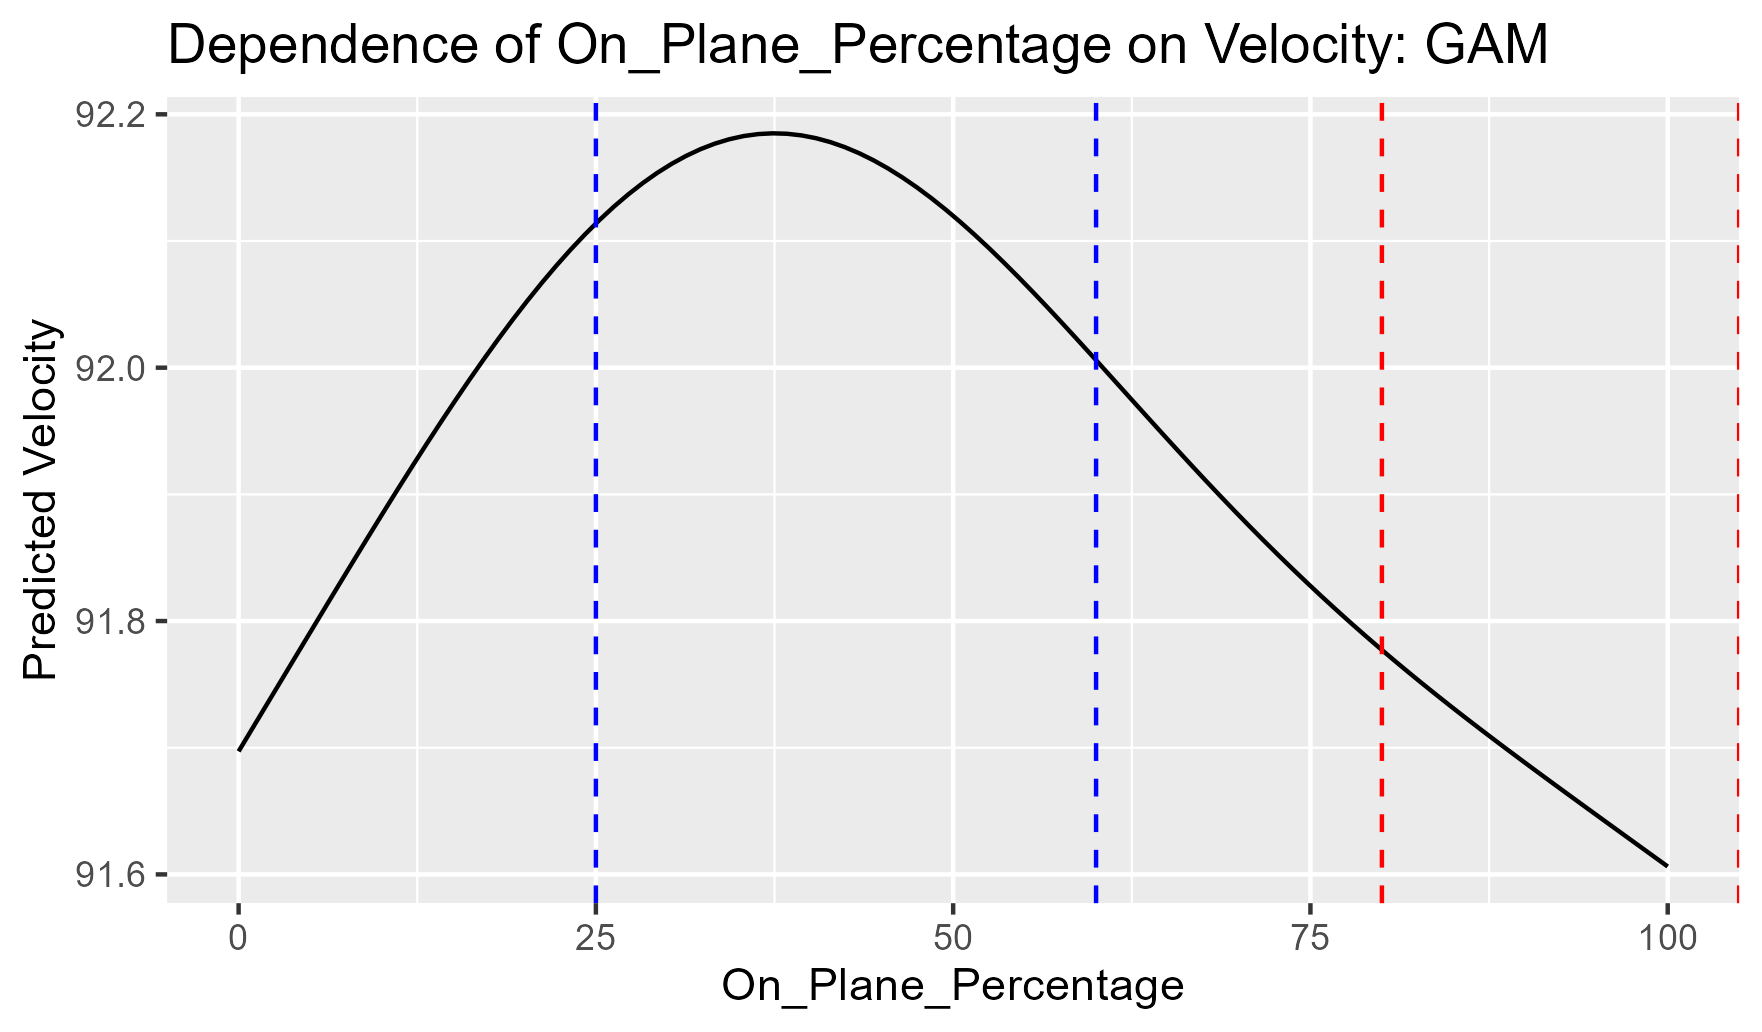 Dependence of On_Plane_Percentage on Velocity: GAM
92.2
92.0
91.8
91.6
Predicted Velocity
0 25 50 75 100
On_Plane_Percentage